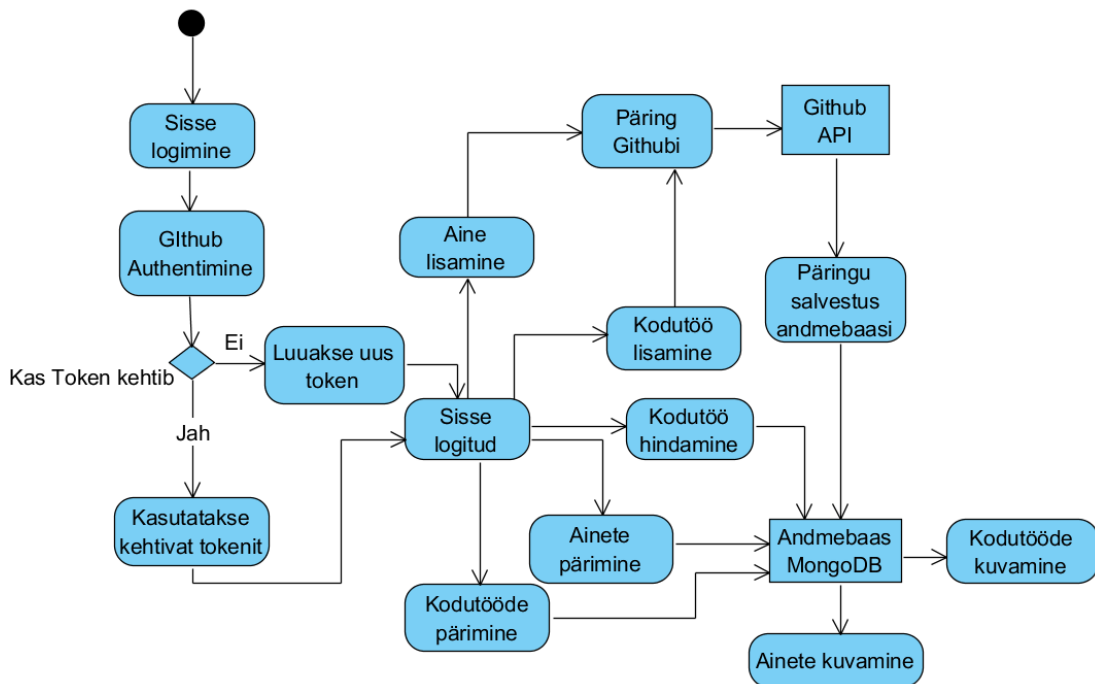 Sisse
logimine
GIthub
Authentimine
Kas Token kehtib
Ei
Jah
Luuakse uus
token
Kasutatakse
kehtivat tokenit
Sisse
logitud
Aine
lisamine
Päring
Githubi
Github
API
Kodutöö
lisamine
Päringu
salvestus
andmebaasi
Kodutöö
hindamine
Ainete
pärimine
Kodutööde
pärimine
Andmebaas
MongoDB
Kodutööde
kuvamine
Ainete kuvamine